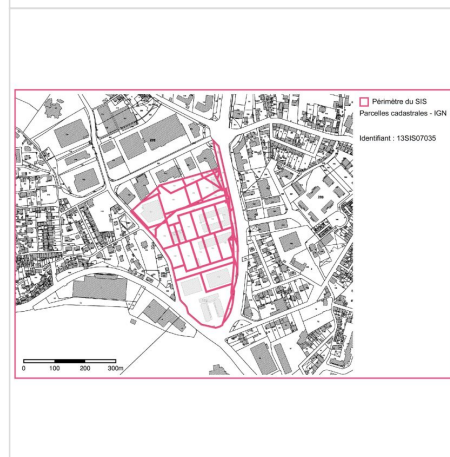 Périmètre du SIS
Parcelles cadastrales - IGN
Identifiant : 13SIS07035
0 100 200 300m